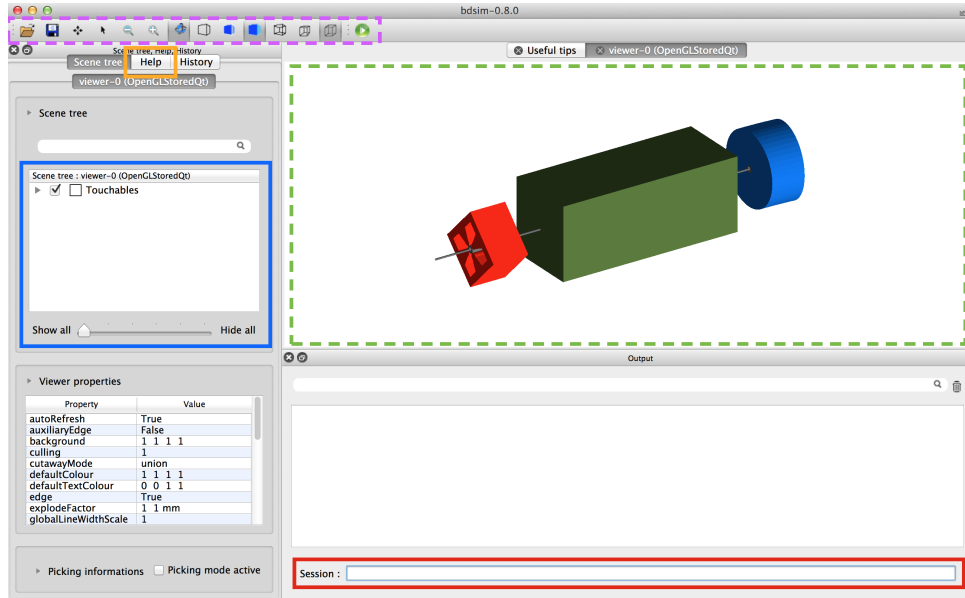 bdsim-0.8.0
Scene tree, Help, History
Scene tree Help History
viewer-0 (OpenGLStoredQt)
Useful tips viewer-0 (OpenGLStoredQt)
Scene tree
Scene tree : viewer-0 (OpenGLStoredQt)
Touchables
Show all Hide all
Viewer properties
Property Value
autoRefresh True
auxiliaryEdge False
background 1 1 1 1
culling 1
cutawayMode union
defaultColour 1 1 1 1
defaultTextColour 0 0 1 1
edge True
explodeFactor 1 1 mm
globalLineWidthScale 1
Picking informations Picking mode active
Output
Session :